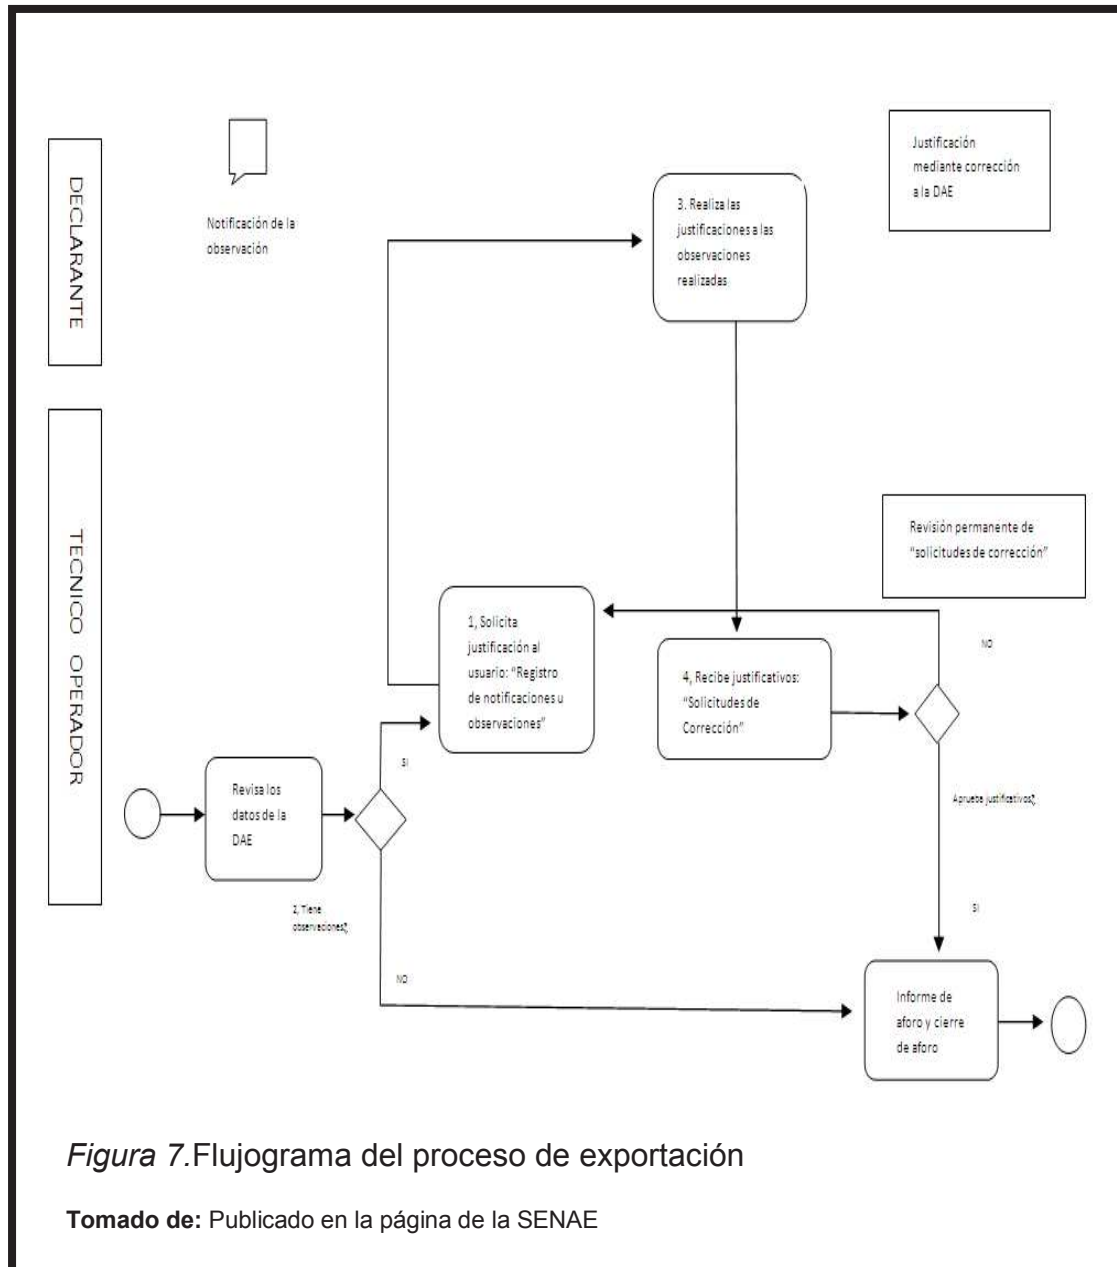 DECLARANTE
Notificación de la
observación
3. Realiza las
justificaciones a las
observaciones
realizadas
Justificación
mediante corrección
a la DAE
TECNICO OPERADOR
Revisión permanente de
“solicitudes de corrección”
1, Solicita
justificación al
usuario: “Registro
de notificaciones u
observaciones”
4, Recibe justificativos:
“Solicitudes de
Corrección”
NO
SI
Revisa los
datos de la
DAE
Aprueba justificativos?,
2, Tiene
observaciones?,
SI
NO
Informe de
aforo y cierre
de aforo
Figura 7.Flujograma del proceso de exportación
Tomado de: Publicado en la página de la SENAE